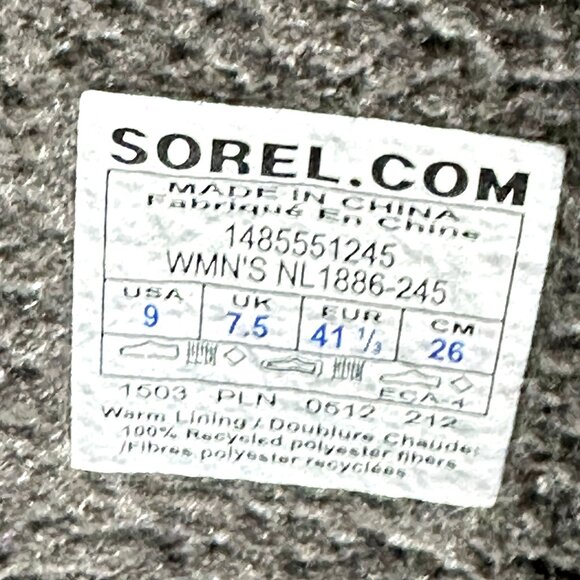 SOREL.COM
MADE IN CHINA
Fabriqué En Chine
1485551245
WMN'S NL1886-245
USA UK EUR CM
9 7.5 41 1/3 26
ECA-4
1503 PLN 0512 212
Warm Lining / Doublure Chaude:
100% Recycled polyester fibers
/Fibres polyester recyclées